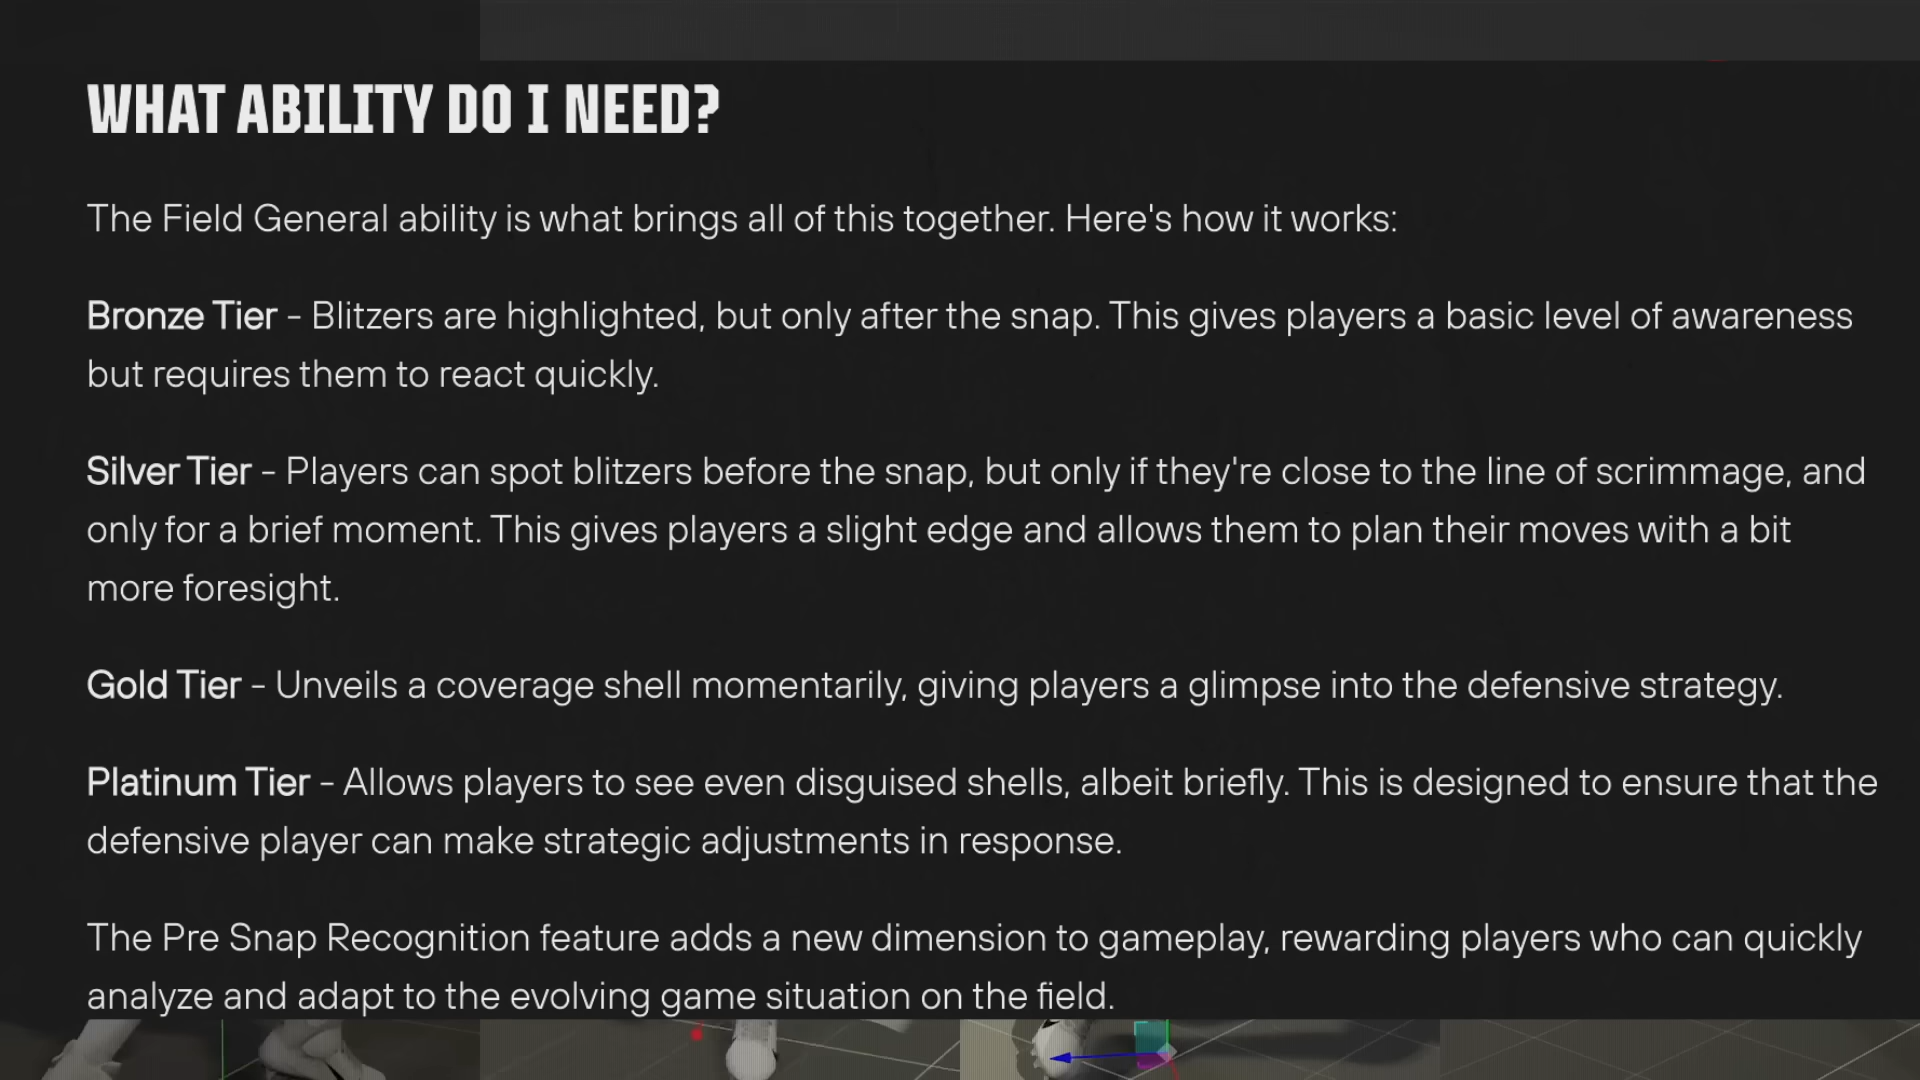 WHAT ABILITY DO I NEED?
The Field General ability is what brings all of this together. Here's how it works:
Bronze Tier - Blitzers are highlighted, but only after the snap. This gives players a basic level of awareness
but requires them to react quickly.
Silver Tier - Players can spot blitzers before the snap, but only if they're close to the line of scrimmage, and
only for a brief moment. This gives players a slight edge and allows them to plan their moves with a bit
more foresight.
Gold Tier - Unveils a coverage shell momentarily, giving players a glimpse into the defensive strategy.
Platinum Tier - Allows players to see even disguised shells, albeit briefly. This is designed to ensure that the
defensive player can make strategic adjustments in response.
The Pre Snap Recognition feature adds a new dimension to gameplay, rewarding players who can quickly
analyze and adapt to the evolving game situation on the field.